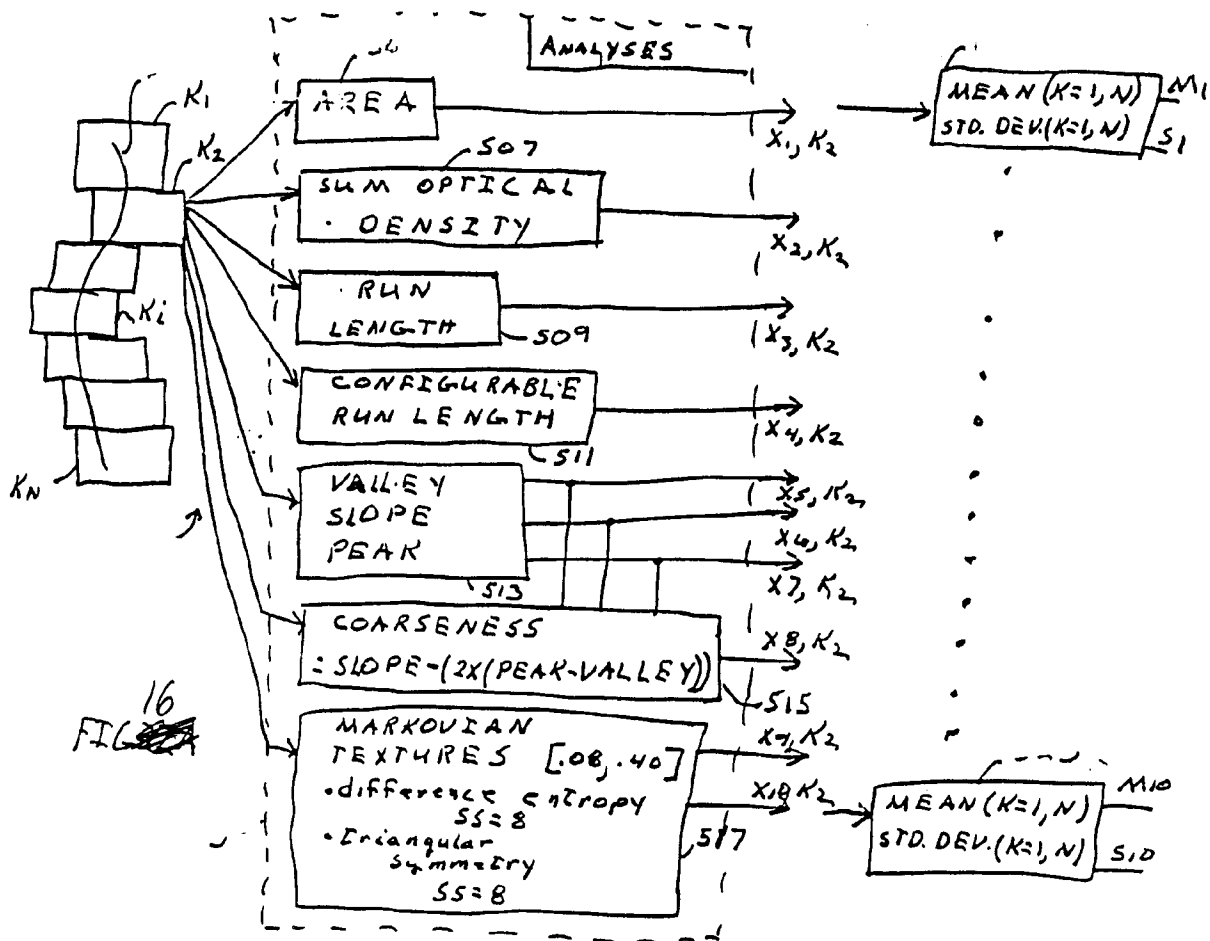 ANALYSES
K1
K2
Ki
KN
AREA
X1, K2
MEAN (K=1, N)
STD. DEV. (K=1, N)
M1
S1
507
SUM OPTICAL
. DENSITY
X2, K2
RUN
LENGTH
509
X3, K2
CONFIGURABLE
RUN LENGTH
511
X4, K2
VALLEY
SLOPE
PEAK
513
X5, K2
X6, K2
X7, K2
COARSENESS
= SLOPE-(2X(PEAK-VALLEY))
515
X8, K2
MARKOVIAN
TEXTURES [.08, .40]
•difference entropy
SS=8
•triangular
symmetry
SS=8
517
X9, K2
X10 K2
MEAN (K=1, N)
STD. DEV. (K=1, N)
M10
S10
16
FIG